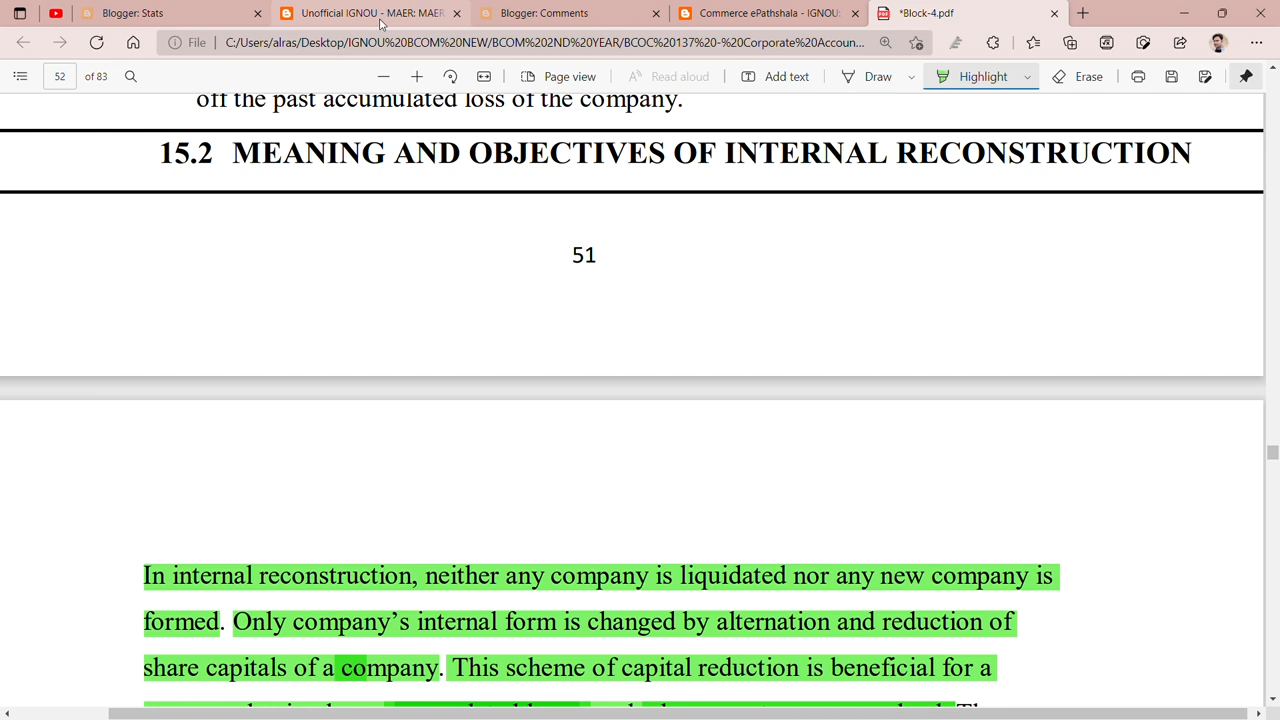 Blogger: Stats
Unofficial IGNOU - MAER: MAER
Blogger: Comments
Commerce ePathshala - IGNOU:
*Block-4.pdf
File C:/Users/alras/Desktop/IGNOU%20BCOM%20NEW/BCOM%202ND%20YEAR/BCOC%20137%20-%20Corporate%20Accoun...
52 of 83
Page view
Read aloud
Add text
Draw
Highlight
Erase
off the past accumulated loss of the company.
15.2 MEANING AND OBJECTIVES OF INTERNAL RECONSTRUCTION
51
In internal reconstruction, neither any company is liquidated nor any new company is
formed. Only company’s internal form is changed by alternation and reduction of
share capitals of a company. This scheme of capital reduction is beneficial for a